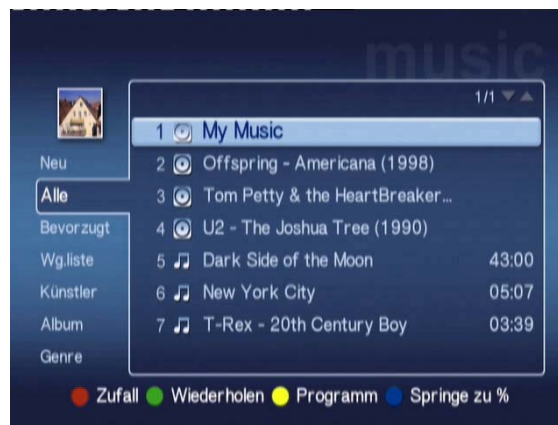 music
1/1
1 My Music
Neu
2 Offspring - Americana (1998)
Alle
3 Tom Petty & the HeartBreaker...
Bevorzugt
4 U2 - The Joshua Tree (1990)
Wg.liste
5 Dark Side of the Moon 43:00
Künstler
6 New York City 05:07
Album
7 T-Rex - 20th Century Boy 03:39
Genre
Zufall Wiederholen Programm Springe zu %